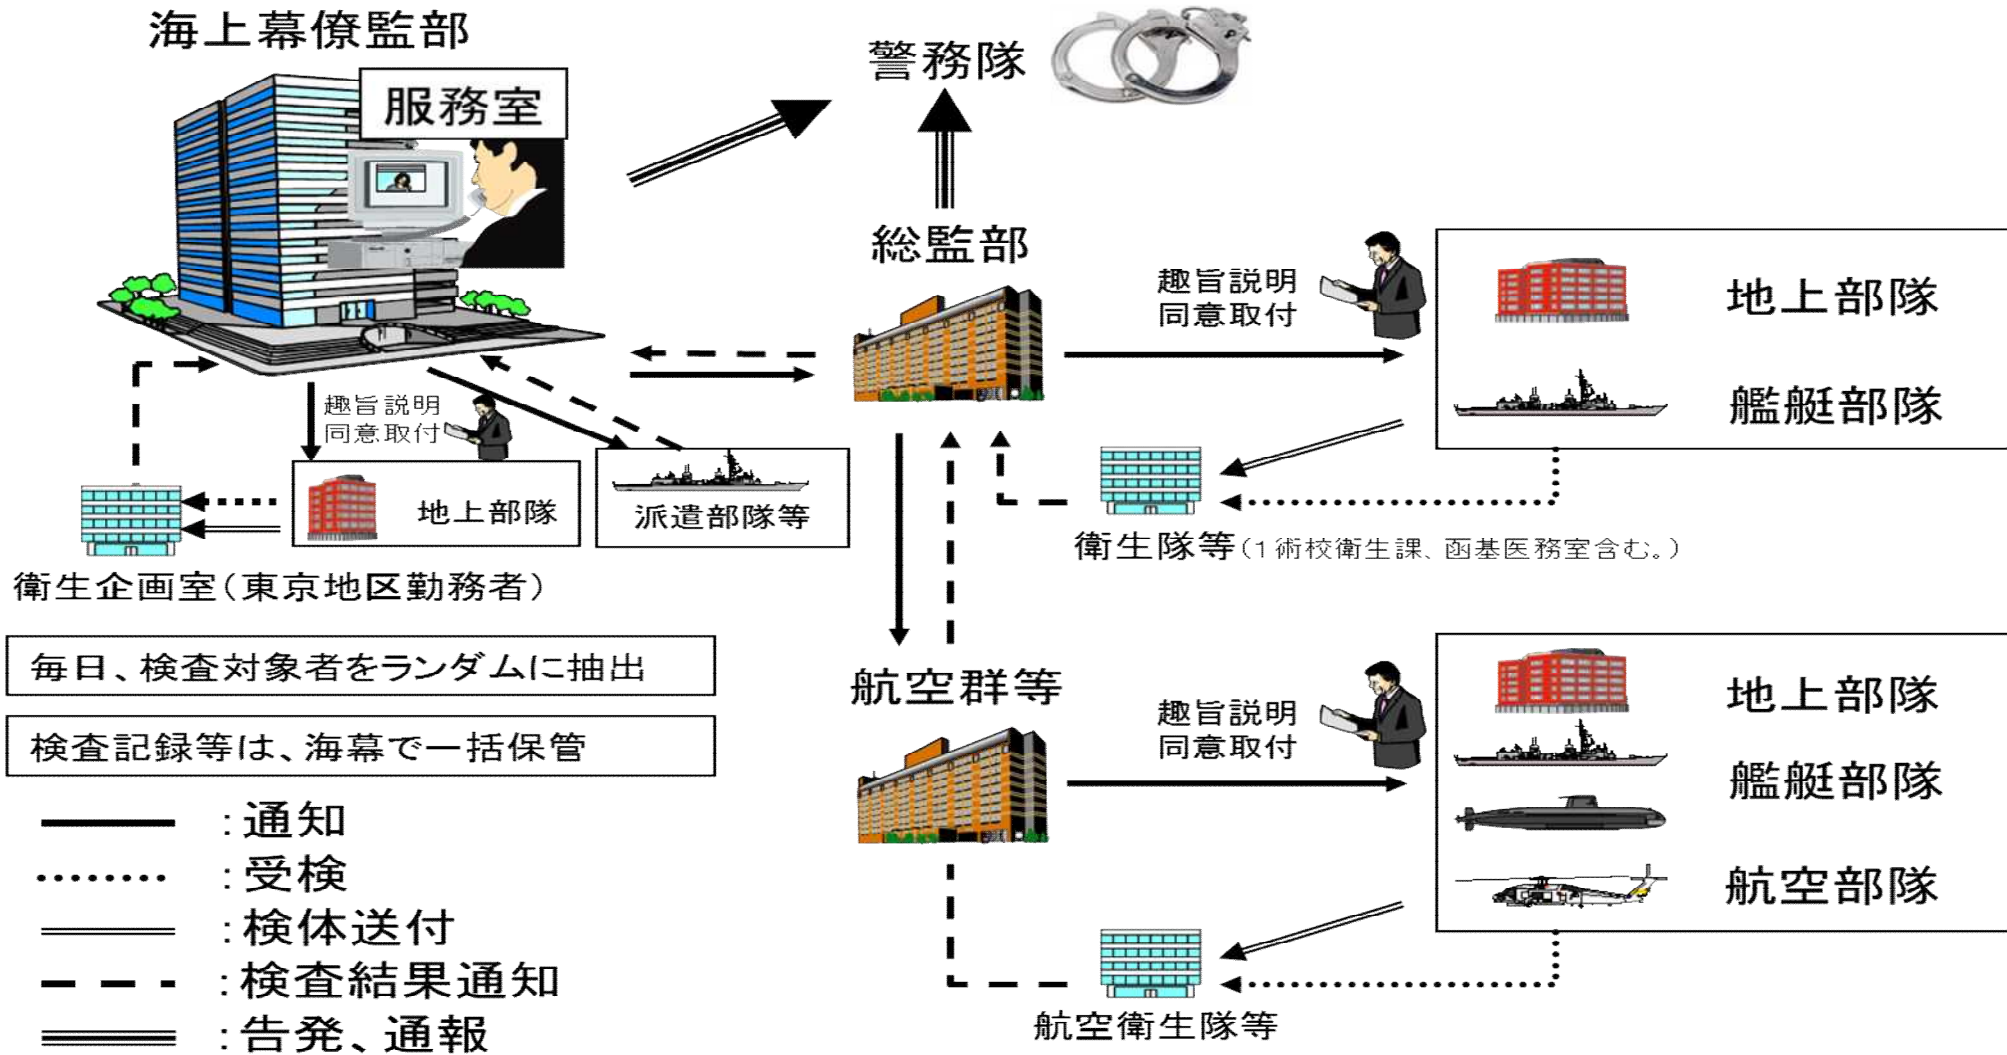 海上幕僚監部
服務室
警務隊
総監部
趣旨説明
同意取付
地上部隊
艦艇部隊
趣旨説明
同意取付
地上部隊
派遣部隊等
衛生企画室(東京地区勤務者)
衛生隊等(1術校衛生課、函基医務室含む。)
毎日、検査対象者をランダムに抽出
検査記録等は、海幕で一括保管
航空群等
趣旨説明
同意取付
地上部隊
艦艇部隊
航空部隊
航空衛生隊等
:通知
:受検
:検体送付
:検査結果通知
:告発、通報